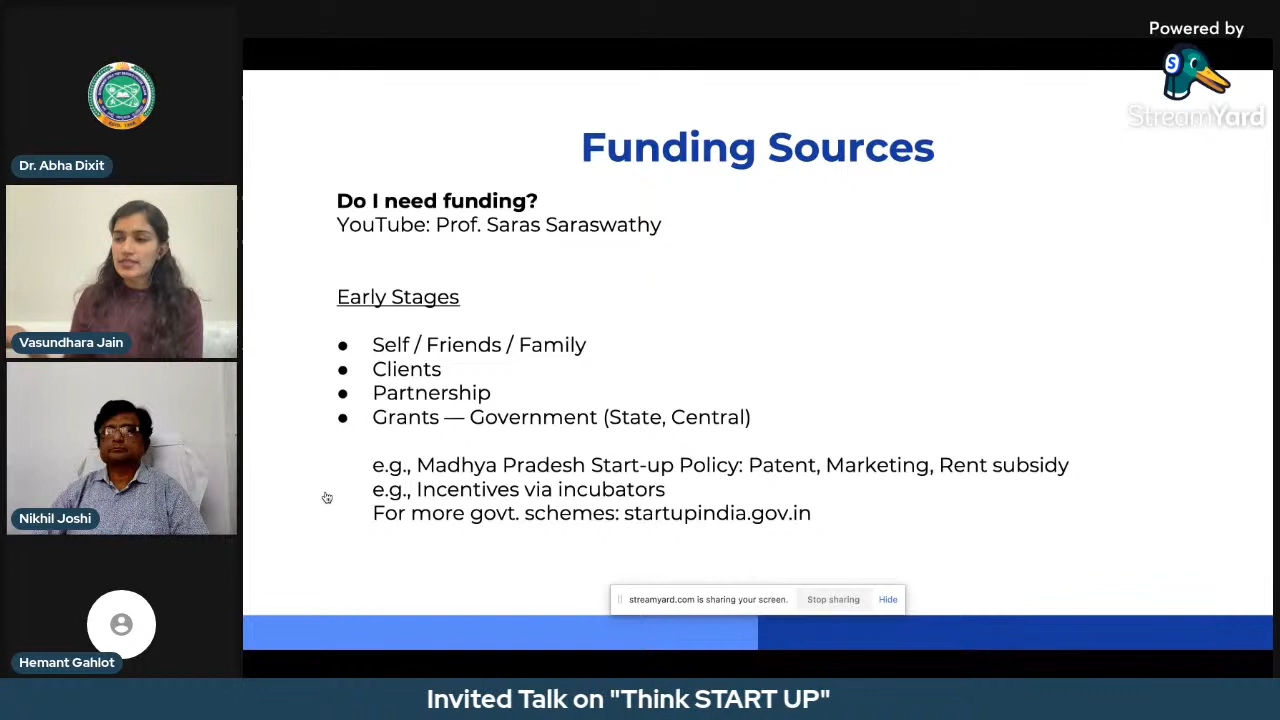 Powered by
StreamYard
Dr. Abha Dixit
Vasundhara Jain
Nikhil Joshi
Hemant Gahlot
Funding Sources
Do I need funding?
YouTube: Prof. Saras Saraswathy
Early Stages
● Self / Friends / Family
● Clients
● Partnership
● Grants — Government (State, Central)
e.g., Madhya Pradesh Start-up Policy: Patent, Marketing, Rent subsidy
e.g., Incentives via incubators
For more govt. schemes: startupindia.gov.in
streamyard.com is sharing your screen. Stop sharing Hide
Invited Talk on "Think START UP"